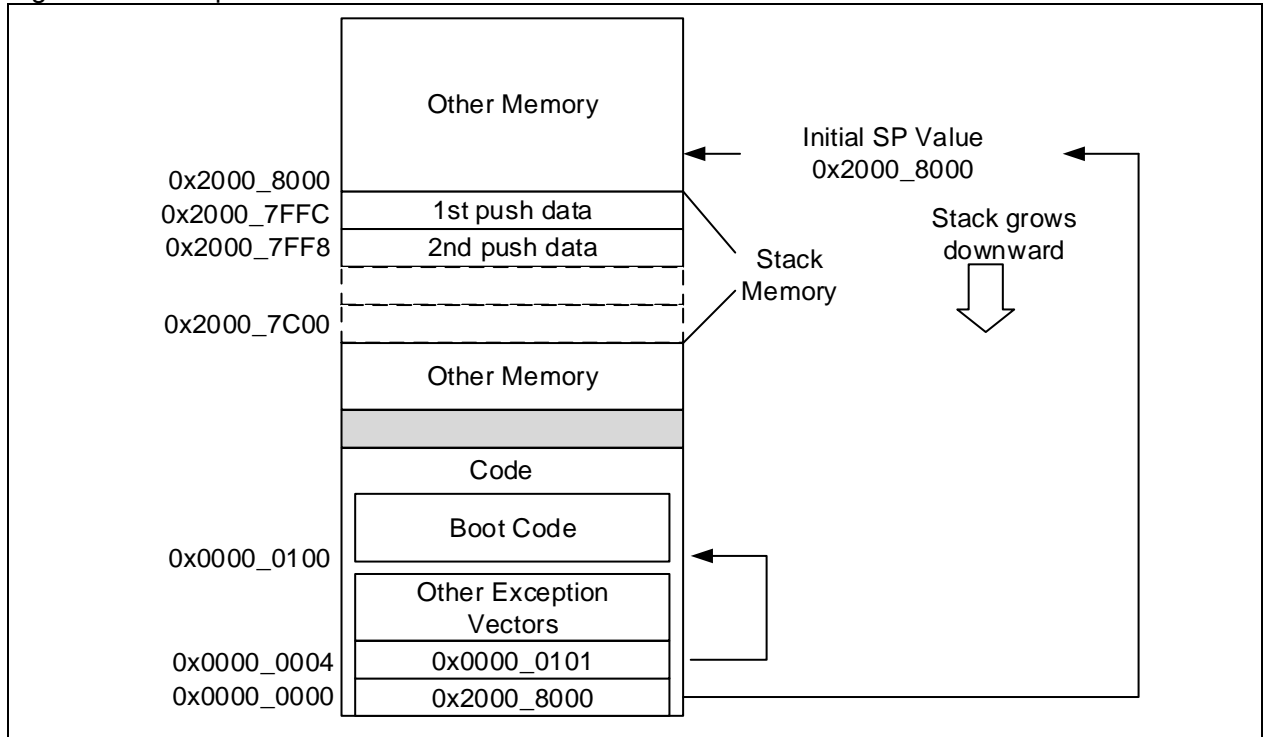 Other Memory
Initial SP Value
0x2000_8000
0x2000_8000
0x2000_7FFC
1st push data
0x2000_7FF8
2nd push data
Stack grows
downward
Stack
Memory
0x2000_7C00
Other Memory
Code
Boot Code
0x0000_0100
Other Exception
Vectors
0x0000_0004
0x0000_0101
0x0000_0000
0x2000_8000